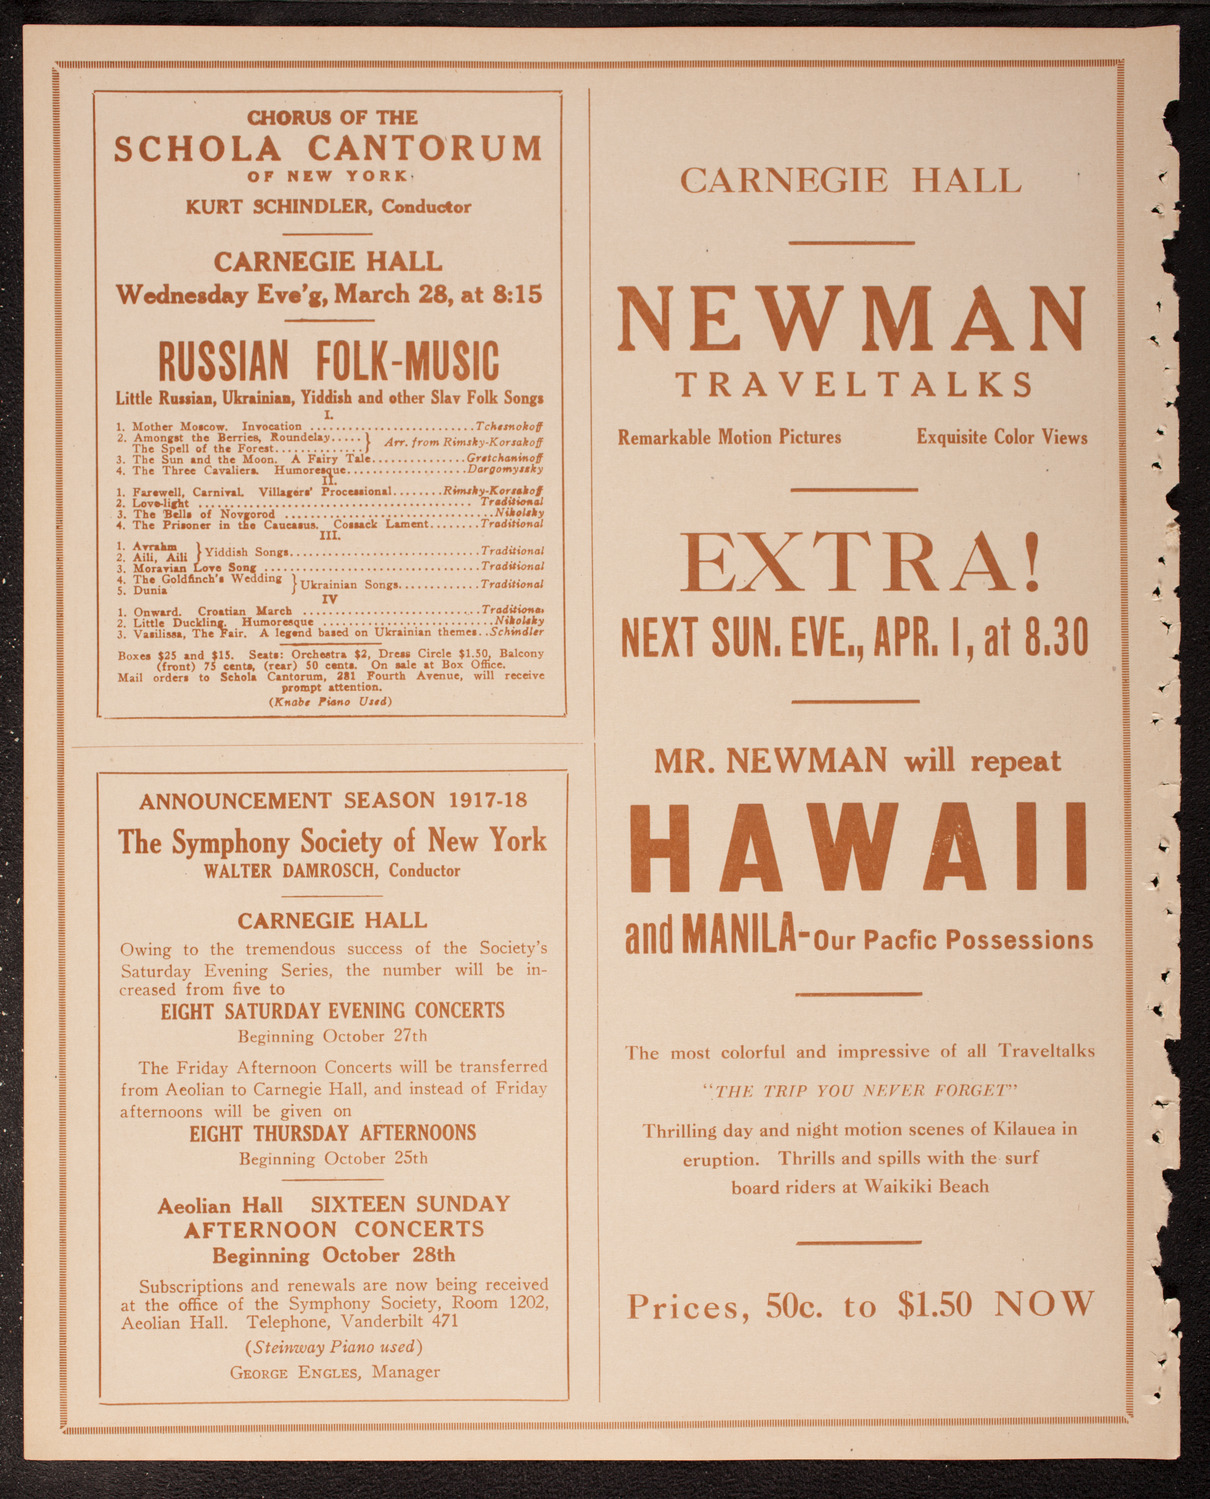 CHORUS OF THE
SCHOLA CANTORUM
OF NEW YORK
KURT SCHINDLER, Conductor
CARNEGIE HALL
Wednesday Eve'g, March 28, at 8:15
RUSSIAN FOLK-MUSIC
Little Russian, Ukrainian, Yiddish and other Slav Folk Songs
I.
1. Mother Moscow. Invocation ........................Tchesnokoff
2. Amongst the Berries, Roundelay.....} Arr. from Rimsky-Korsakoff
The Spell of the Forest.............}
3. The Sun and the Moon. A Fairy Tale..............Gretchaninoff
4. The Three Cavaliers. Humoresque..................Dargomyssky
II.
1. Farewell, Carnival. Villagers' Processional........Rimsky-Korsakoff
2. Love-light ........................................ Traditional
3. The Bells of Novgorod ...............................Nikolsky
4. The Prisoner in the Caucasus. Cossack Lament........Traditional
III.
1. Avrahm } Yiddish Songs............................Traditional
2. Aili, Aili }
3. Moravian Love Song ................................Traditional
4. The Goldfinch's Wedding } Ukrainian Songs............Traditional
5. Dunia }
IV
1. Onward. Croatian March ..........................Traditional
2. Little Duckling. Humoresque .........................Nikolsky
3. Vasilissa, The Fair. A legend based on Ukrainian themes..Schindler
Boxes $25 and $15. Seats: Orchestra $2, Dress Circle $1.50, Balcony
(front) 75 cents, (rear) 50 cents. On sale at Box Office.
Mail orders to Schola Cantorum, 281 Fourth Avenue, will receive
prompt attention.
(Knabe Piano Used)
ANNOUNCEMENT SEASON 1917-18
The Symphony Society of New York
WALTER DAMROSCH, Conductor
CARNEGIE HALL
Owing to the tremendous success of the Society's
Saturday Evening Series, the number will be in-
creased from five to
EIGHT SATURDAY EVENING CONCERTS
Beginning October 27th
The Friday Afternoon Concerts will be transferred
from Aeolian to Carnegie Hall, and instead of Friday
afternoons will be given on
EIGHT THURSDAY AFTERNOONS
Beginning October 25th
Aeolian Hall SIXTEEN SUNDAY
AFTERNOON CONCERTS
Beginning October 28th
Subscriptions and renewals are now being received
at the office of the Symphony Society, Room 1202,
Aeolian Hall. Telephone, Vanderbilt 471
(Steinway Piano used)
GEORGE ENGLES, Manager
CARNEGIE HALL
NEWMAN
TRAVELTALKS
Remarkable Motion Pictures Exquisite Color Views
EXTRA!
NEXT SUN. EVE., APR. 1, at 8.30
MR. NEWMAN will repeat
HAWAII
and MANILA-Our Pacfic Possessions
The most colorful and impressive of all Traveltalks
"THE TRIP YOU NEVER FORGET"
Thrilling day and night motion scenes of Kilauea in
eruption. Thrills and spills with the surf
board riders at Waikiki Beach
Prices, 50c. to $1.50 NOW